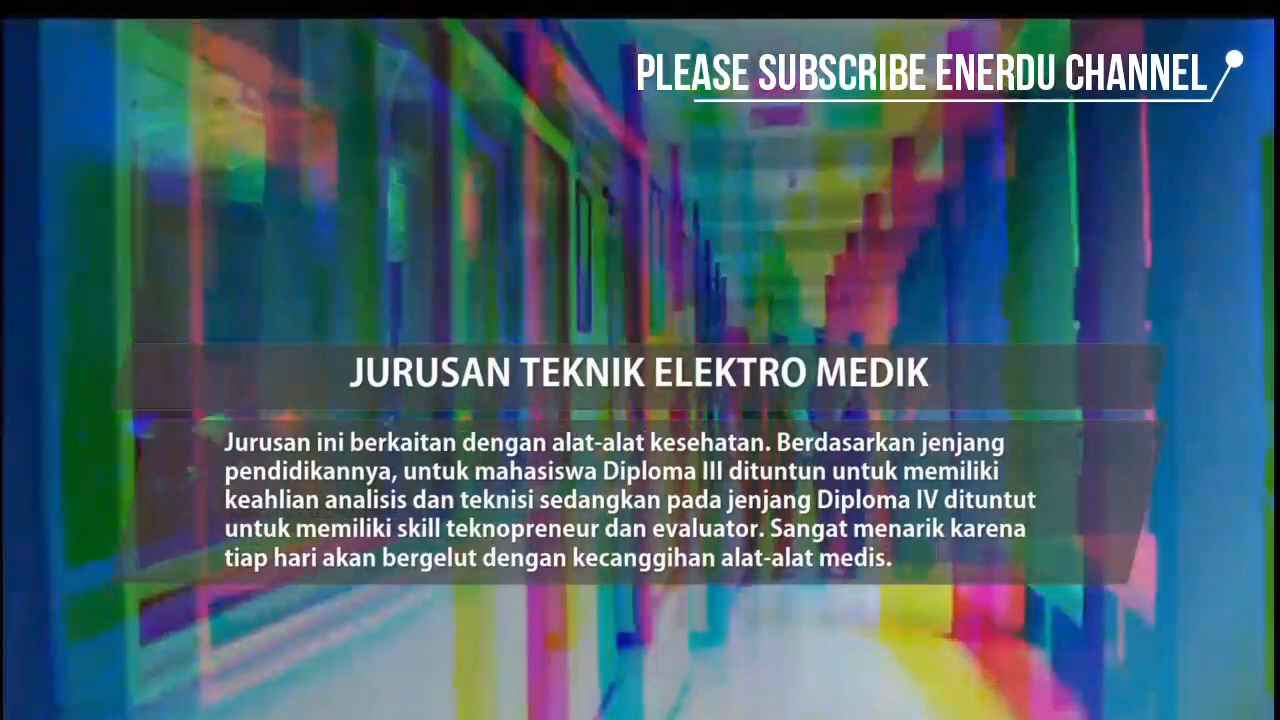 PLEASE SUBSCRIBE ENERDU CHANNEL
JURUSAN TEKNIK ELEKTRO MEDIK
Jurusan ini berkaitan dengan alat-alat kesehatan. Berdasarkan jenjang
pendidikannya, untuk mahasiswa Diploma III dituntun untuk memiliki
keahlian analisis dan teknisi sedangkan pada jenjang Diploma IV dituntut
untuk memiliki skill teknopreneur dan evaluator. Sangat menarik karena
tiap hari akan bergelut dengan kecanggihan alat-alat medis.